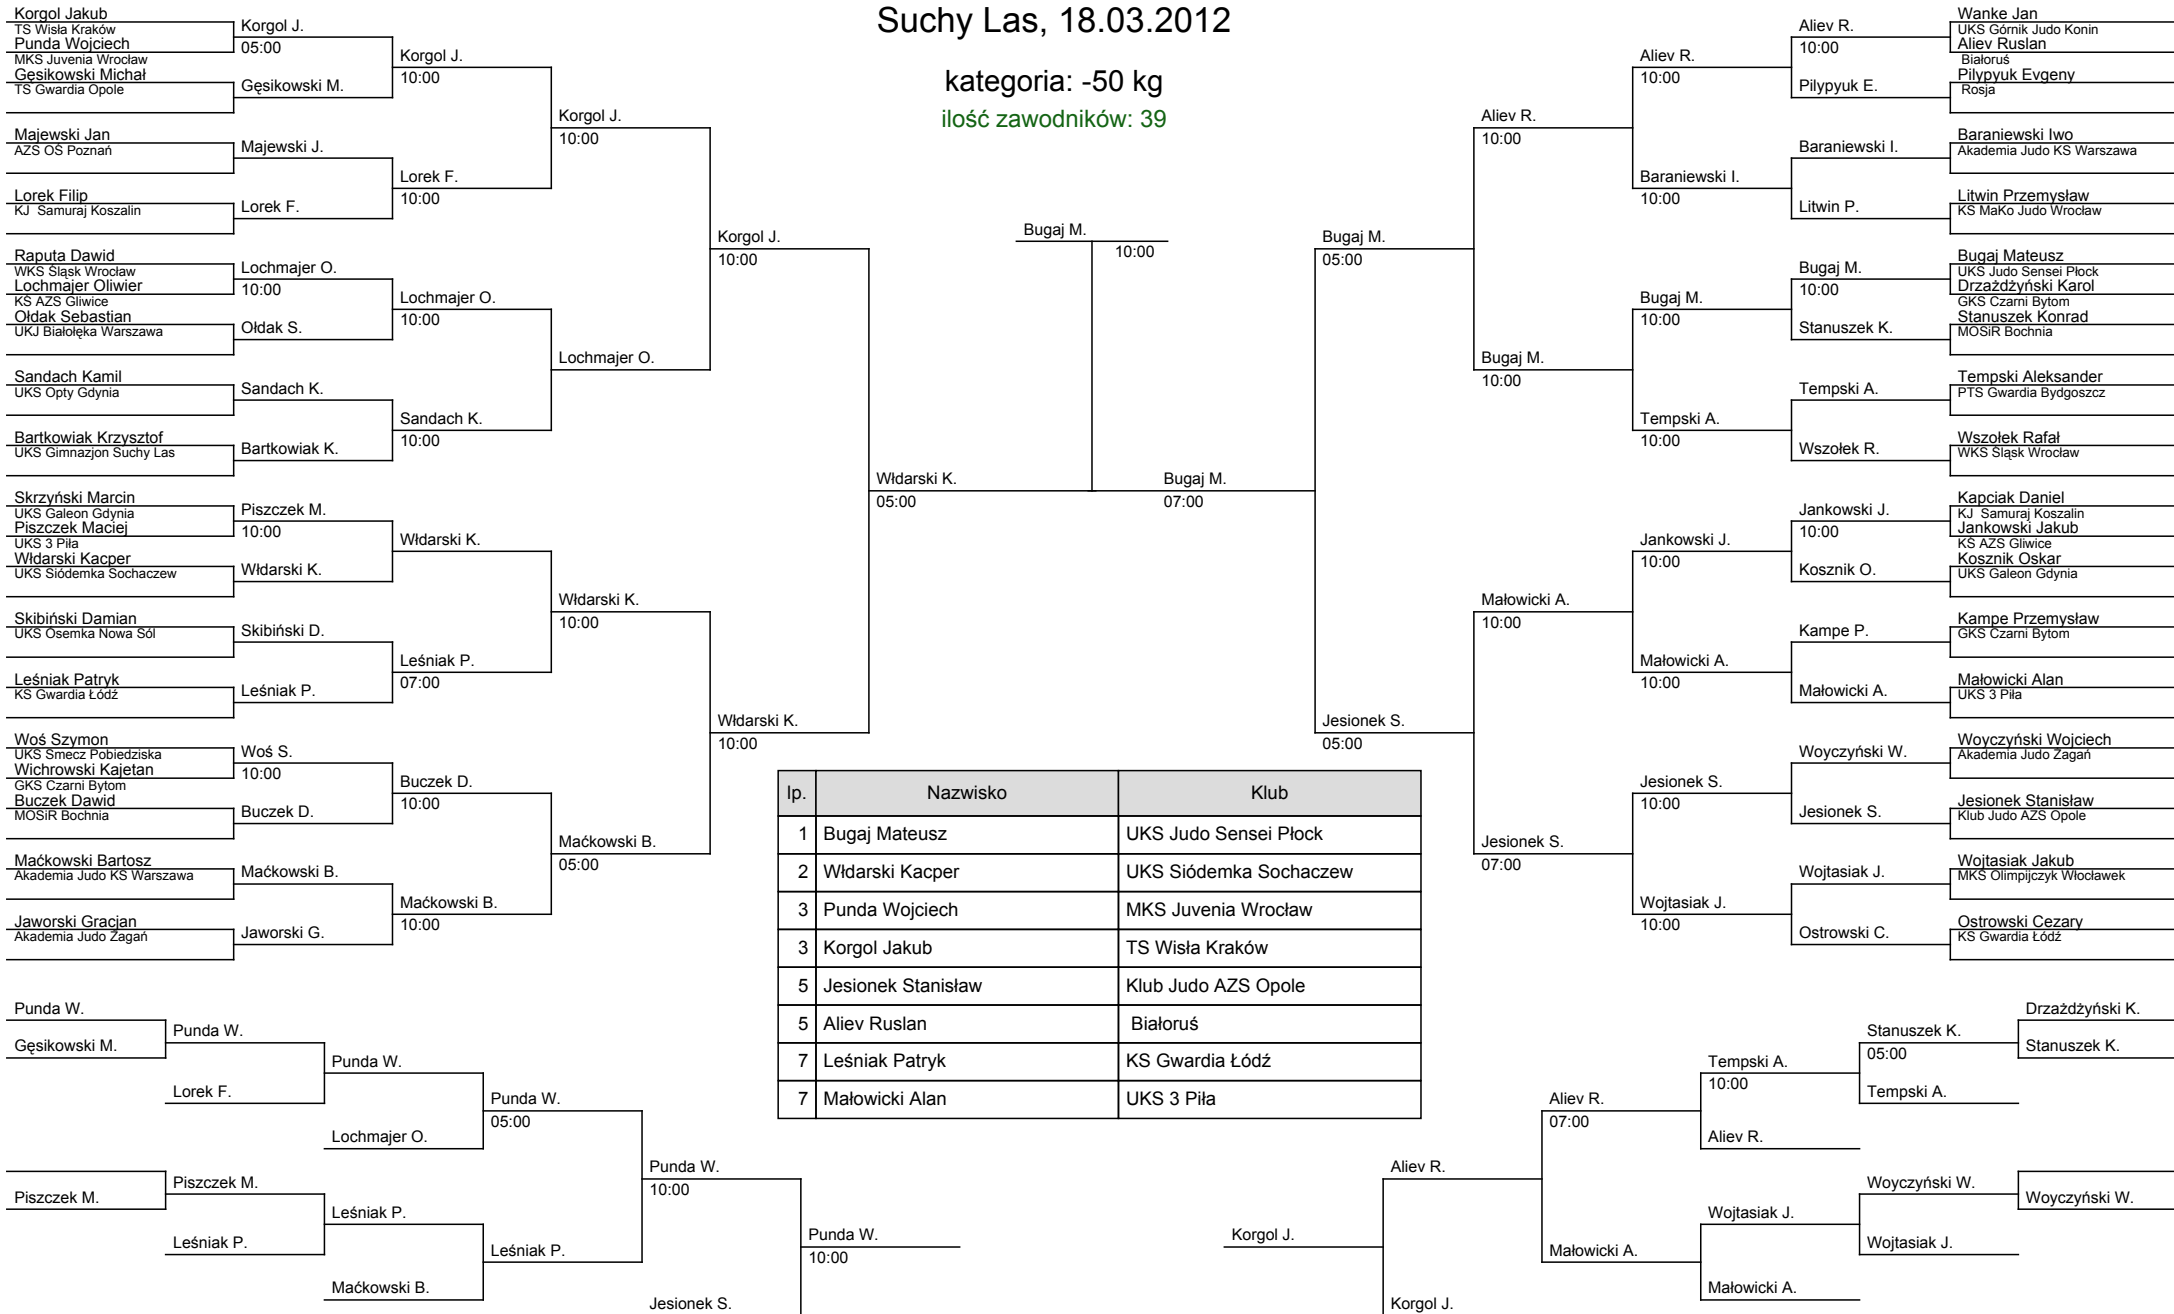 Suchy Las, 18.03.2012
kategoria: -50 kg
ilość zawodników: 39
Korgol Jakub
TS Wisła Kraków
Punda Wojciech
MKS Juvenia Wrocław
Gęsikowski Michał
TS Gwardia Opole
Majewski Jan
AZS OŚ Poznań
Lorek Filip
KJ Samuraj Koszalin
Raputa Dawid
WKS Śląsk Wrocław
Lochmajer Oliwier
KS AZS Gliwice
Ołdak Sebastian
UKJ Białołęka Warszawa
Sandach Kamil
UKS Opty Gdynia
Bartkowiak Krzysztof
UKS Gimnazjon Suchy Las
Skrzyński Marcin
UKS Galeon Gdynia
Piszczek Maciej
UKS 3 Piła
Włdarski Kacper
UKS Siódemka Sochaczew
Skibiński Damian
UKS Ósemka Nowa Sól
Leśniak Patryk
KS Gwardia Łódź
Woś Szymon
UKS Smecz Pobiedziska
Wichrowski Kajetan
GKS Czarni Bytom
Buczek Dawid
MOSiR Bochnia
Maćkowski Bartosz
Akademia Judo KS Warszawa
Jaworski Gracjan
Akademia Judo Żagań
Korgol J.
05:00
Gęsikowski M.
Majewski J.
Lorek F.
Lochmajer O.
10:00
Ołdak S.
Sandach K.
Bartkowiak K.
Piszczek M.
10:00
Włdarski K.
Skibiński D.
Leśniak P.
Woś S.
10:00
Buczek D.
Maćkowski B.
Jaworski G.
Korgol J.
10:00
Lorek F.
10:00
Lochmajer O.
10:00
Sandach K.
10:00
Włdarski K.
Leśniak P.
07:00
Buczek D.
10:00
Maćkowski B.
10:00
Korgol J.
10:00
Lochmajer O.
Włdarski K.
10:00
Maćkowski B.
05:00
Korgol J.
10:00
Włdarski K.
10:00
Włdarski K.
05:00
Bugaj M.
10:00
Bugaj M.
07:00
Bugaj M.
05:00
Jesionek S.
05:00
Aliev R.
10:00
Bugaj M.
10:00
Małowicki A.
10:00
Jesionek S.
07:00
Aliev R.
10:00
Baraniewski I.
10:00
Bugaj M.
10:00
Tempski A.
10:00
Jankowski J.
10:00
Małowicki A.
10:00
Jesionek S.
10:00
Wojtasiak J.
10:00
Aliev R.
10:00
Pilypyuk E.
Baraniewski I.
Litwin P.
Bugaj M.
10:00
Stanuszek K.
Tempski A.
Wszołek R.
Jankowski J.
10:00
Kosznik O.
Kampe P.
Małowicki A.
Woyczyński W.
Jesionek S.
Wojtasiak J.
Ostrowski C.
Wanke Jan
UKS Górnik Judo Konin
Aliev Ruslan
Białoruś
Pilypyuk Evgeny
Rosja
Baraniewski Iwo
Akademia Judo KS Warszawa
Litwin Przemysław
KS MaKo Judo Wrocław
Bugaj Mateusz
UKS Judo Sensei Płock
Drzażdżyński Karol
GKS Czarni Bytom
Stanuszek Konrad
MOSiR Bochnia
Tempski Aleksander
PTS Gwardia Bydgoszcz
Wszołek Rafał
WKS Śląsk Wrocław
Kapciak Daniel
KJ Samuraj Koszalin
Jankowski Jakub
KS AZS Gliwice
Kosznik Oskar
UKS Galeon Gdynia
Kampe Przemysław
GKS Czarni Bytom
Małowicki Alan
UKS 3 Piła
Woyczyński Wojciech
Akademia Judo Żagań
Jesionek Stanisław
Klub Judo AZS Opole
Wojtasiak Jakub
MKS Olimpijczyk Włocławek
Ostrowski Cezary
KS Gwardia Łódź
lp. Nazwisko Klub
1 Bugaj Mateusz UKS Judo Sensei Płock
2 Włdarski Kacper UKS Siódemka Sochaczew
3 Punda Wojciech MKS Juvenia Wrocław
3 Korgol Jakub TS Wisła Kraków
5 Jesionek Stanisław Klub Judo AZS Opole
5 Aliev Ruslan Białoruś
7 Leśniak Patryk KS Gwardia Łódź
7 Małowicki Alan UKS 3 Piła
Punda W.
Gęsikowski M.
Piszczek M.
Punda W.
Lorek F.
Piszczek M.
Leśniak P.
Punda W.
Lochmajer O.
Leśniak P.
Maćkowski B.
Punda W.
05:00
Leśniak P.
Punda W.
10:00
Jesionek S.
Punda W.
10:00
Korgol J.
Aliev R.
Korgol J.
Aliev R.
07:00
Małowicki A.
Tempski A.
10:00
Aliev R.
Wojtasiak J.
Małowicki A.
Stanuszek K.
05:00
Tempski A.
Woyczyński W.
Wojtasiak J.
Drzażdżyński K.
Stanuszek K.
Woyczyński W.